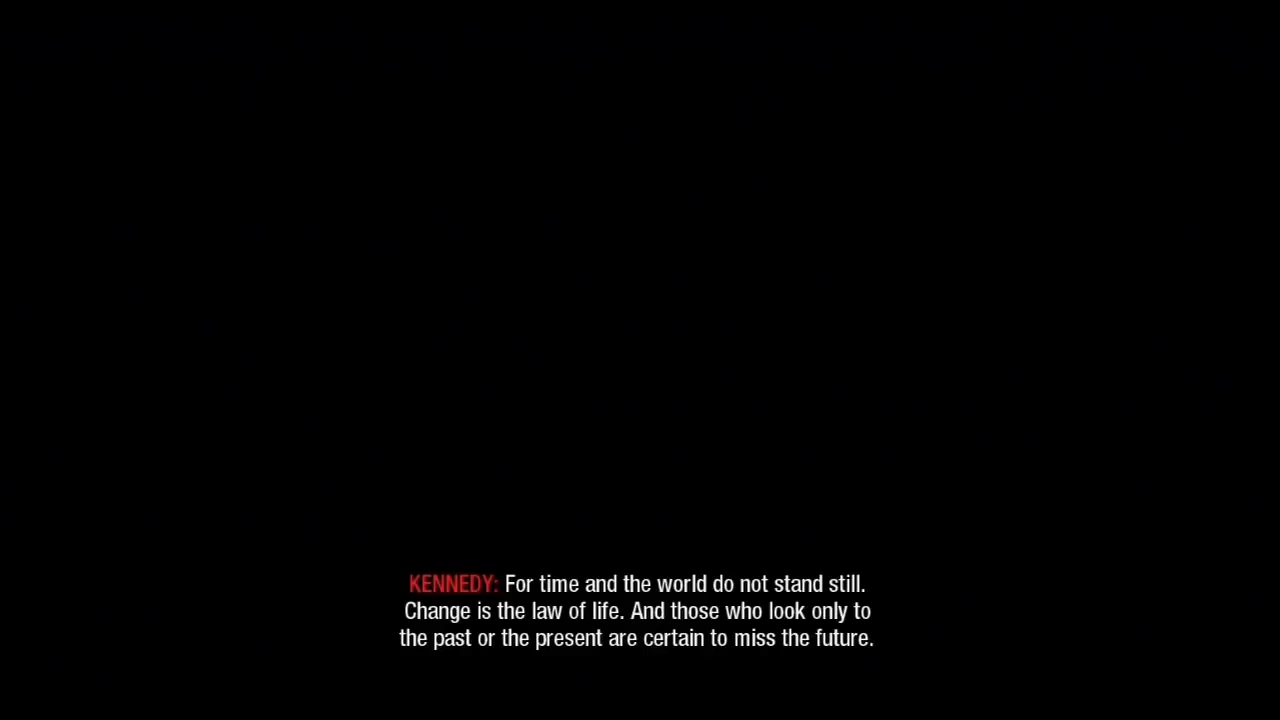 KENNEDY: For time and the world do not stand still.
Change is the law of life. And those who look only to
the past or the present are certain to miss the future.